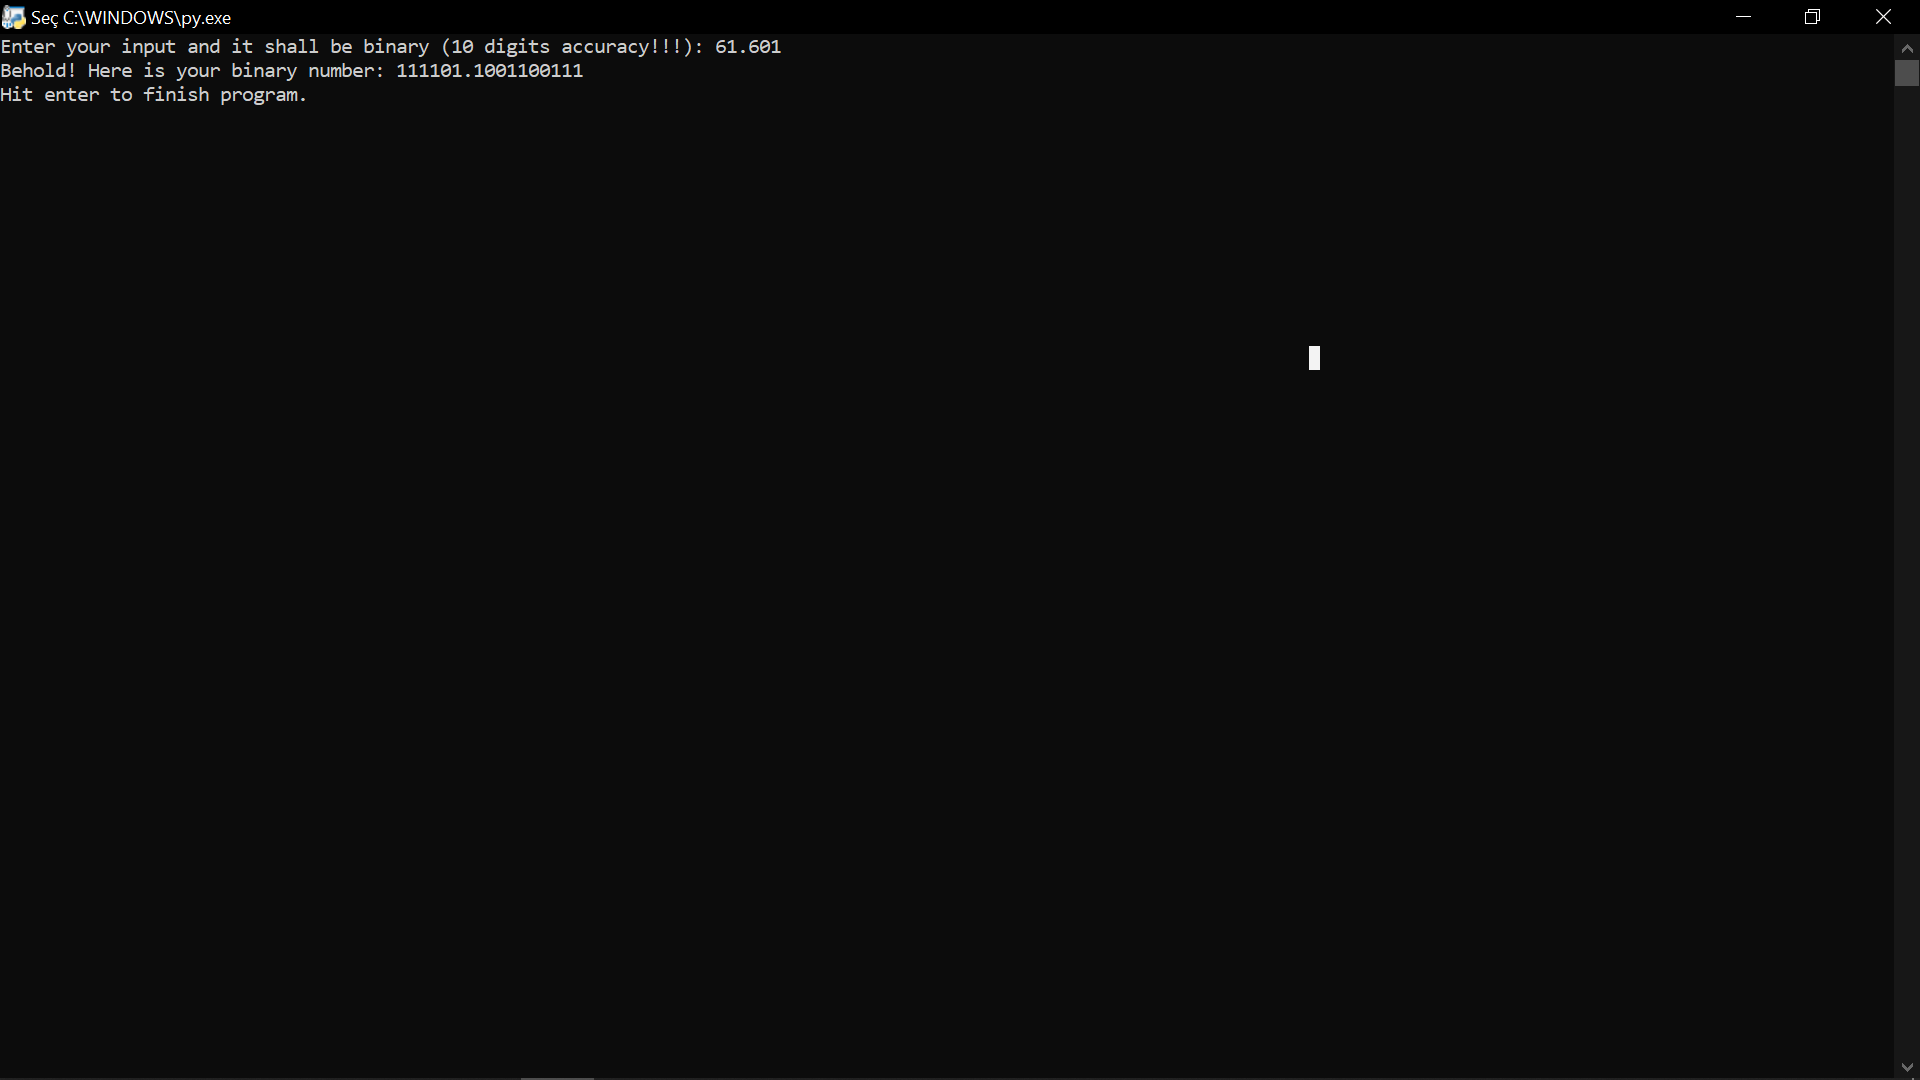 Seç C:\WINDOWS\py.exe
Enter your input and it shall be binary (10 digits accuracy!!!): 61.601
Behold! Here is your binary number: 111101.1001100111
Hit enter to finish program.